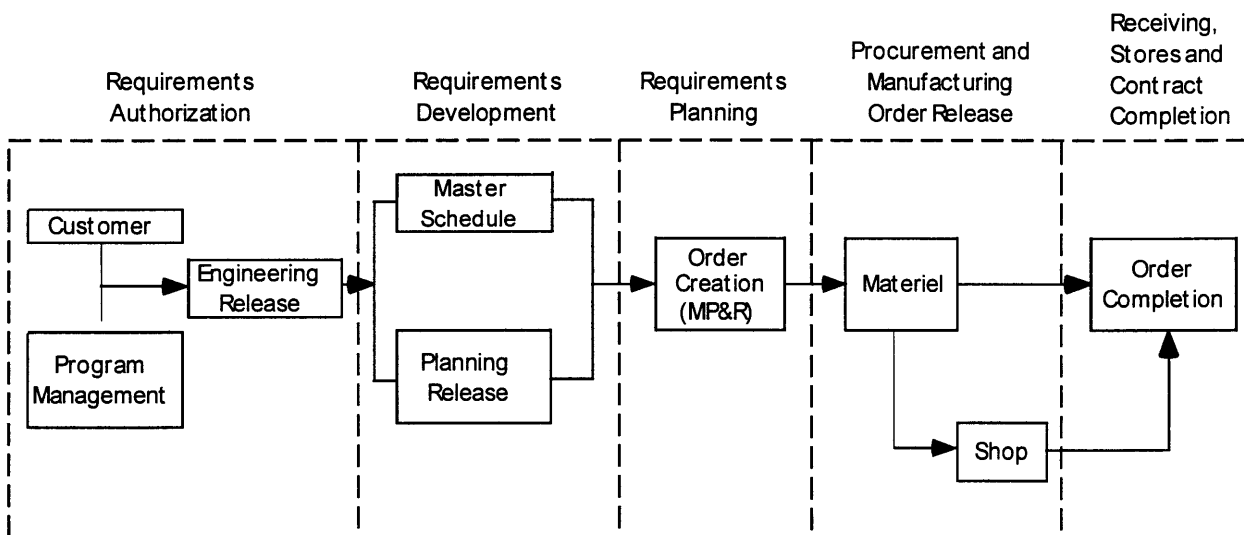 Requirements
Authorization
Requirements
Development
Requirements
Planning
Procurement and
Manufacturing
Order Release
Receiving,
Stores and
Contract
Completion
Customer
Engineering
Release
Program
Management
Master
Schedule
Planning
Release
Order
Creation
(MP&R)
Materiel
Shop
Order
Completion